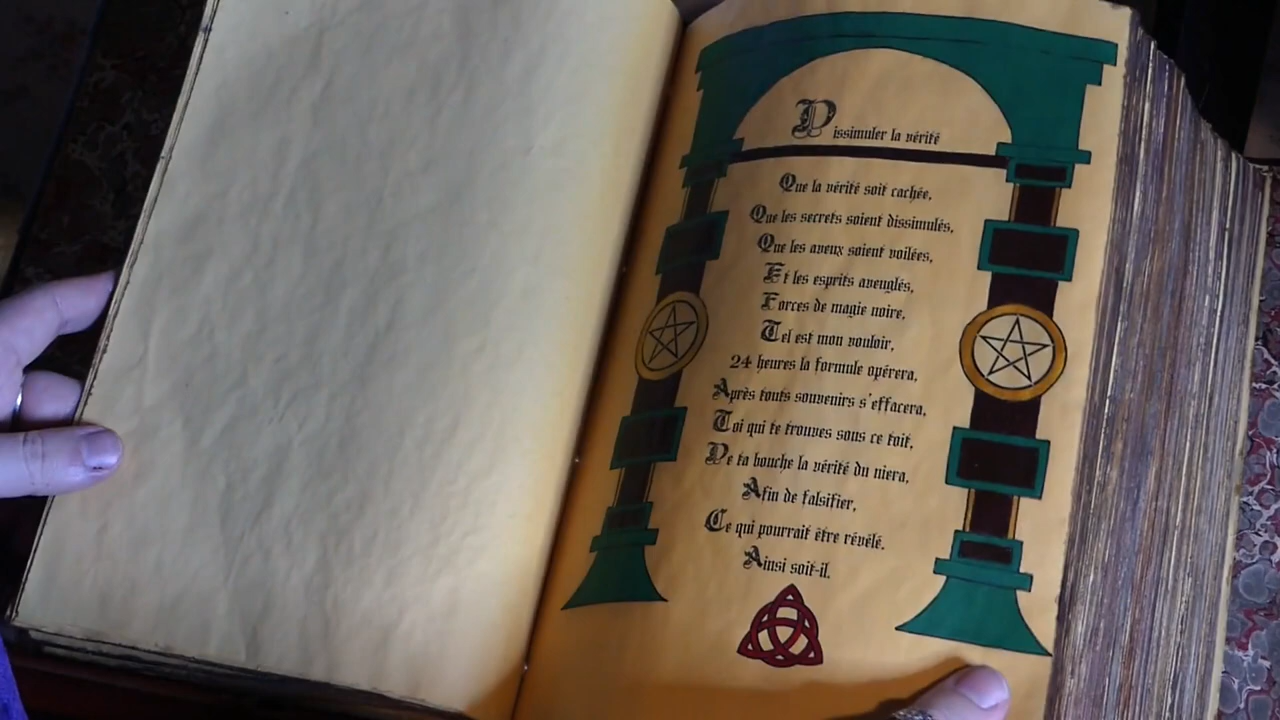 Dissimuler la vérité
Que la vérité soit cachée,
Que les secrets soient dissimulés,
Que les aveux soient voilées,
Et les esprits aveuglés,
Forces de magie noire,
Tel est mon vouloir,
24 heures la formule opérera,
Après touts souvenirs s'effacera,
Toi qui te trouves sous ce toit,
De ta bouche la vérité du niera,
Afin de falsifier,
Ce qui pourrait être révélé.
Ainsi soit-il.